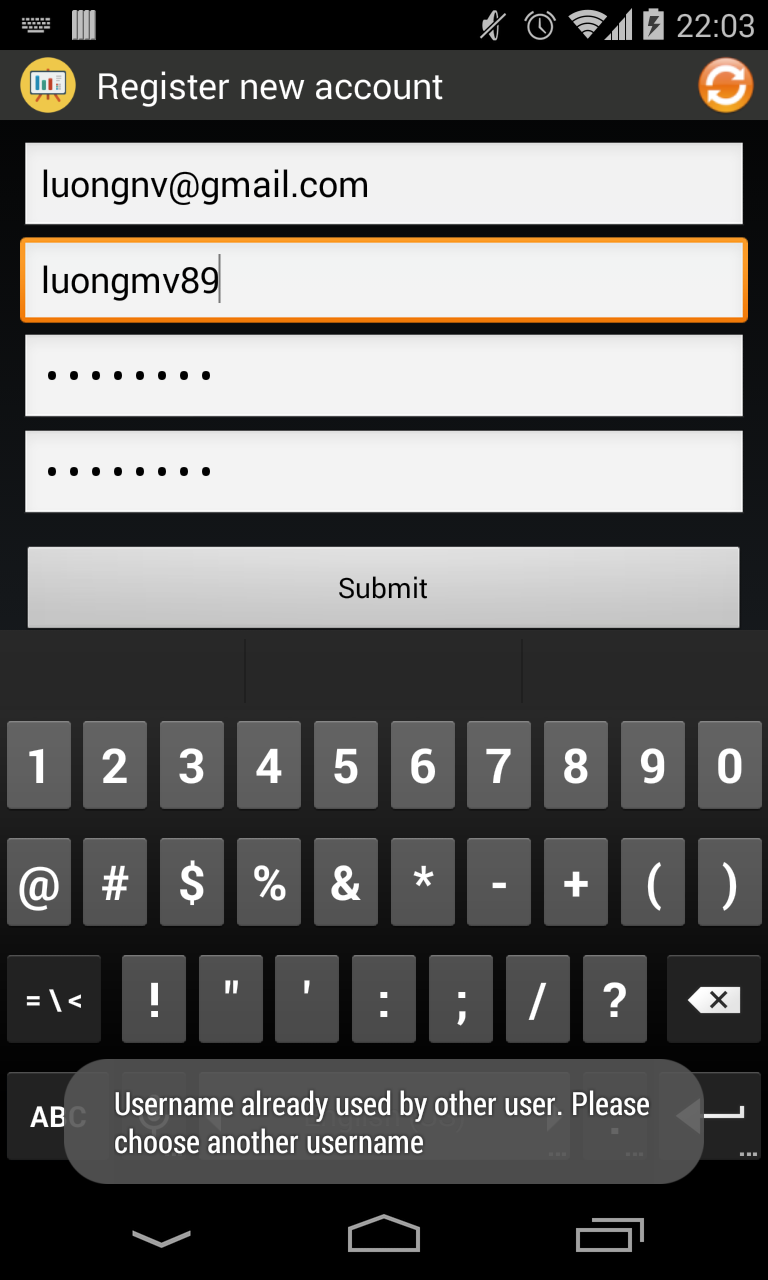 22:03
Register new account
luongnv@gmail.com
luongmv89
••••••••
••••••••
Submit
1 2 3 4 5 6 7 8 9 0
@ # $ % & * - + ( )
= \ < ! " ' : ; / ?
ABC
Username already used by other user. Please
choose another username